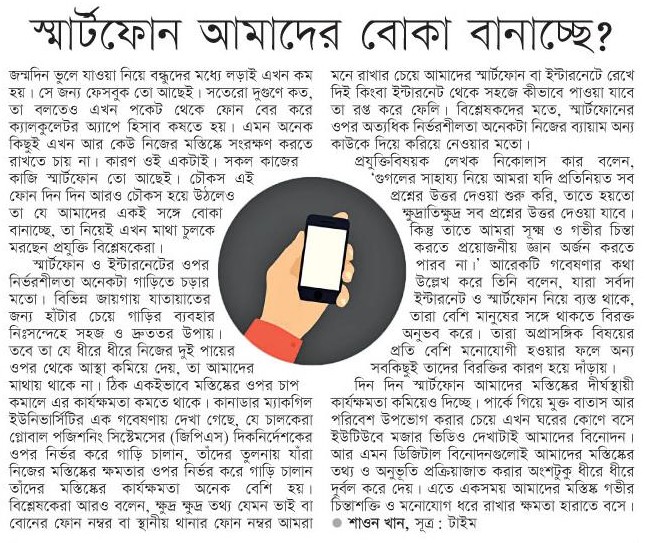 স্মার্টফোন আমাদের বোকা বানাচ্ছে?
জন্মদিন ভুলে যাওয়া নিয়ে বন্ধুদের মধ্যে লড়াই এখন কম
হয়। সে জন্য ফেসবুক তো আছেই। সতেরো দুগুণে কত,
তা বলতেও এখন পকেট থেকে ফোন বের করে
ক্যালকুলেটর অ্যাপে হিসাব কষতে হয়। এমন অনেক
কিছুই এখন আর কেউ নিজের মস্তিষ্কে সংরক্ষণ করতে
রাখতে চায় না। কারণ ওই একটাই। সকল কাজের
কাজি স্মার্টফোন তো আছেই। চৌকস এই
ফোন দিন দিন আরও চৌকস হয়ে উঠলেও
তা যে আমাদের একই সঙ্গে বোকা
বানাচ্ছে, তা নিয়েই এখন মাথা চুলকে
মরছেন প্রযুক্তি বিশ্লেষকেরা।
স্মার্টফোন ও ইন্টারনেটের ওপর
নির্ভরশীলতা অনেকটা গাড়িতে চড়ার
মতো। বিভিন্ন জায়গায় যাতায়াতের
জন্য হাঁটার চেয়ে গাড়ির ব্যবহার
নিঃসন্দেহে সহজ ও দ্রুততর উপায়।
তবে তা যে ধীরে ধীরে নিজের দুই পায়ের
ওপর থেকে আস্থা কমিয়ে দেয়, তা আমাদের
মাথায় থাকে না। ঠিক একইভাবে মস্তিষ্কের ওপর চাপ
কমালে এর কার্যক্ষমতা কমতে থাকে। কানাডার ম্যাকগিল
ইউনিভার্সিটির এক গবেষণায় দেখা গেছে, যে চালকেরা
গ্লোবাল পজিশনিং সিস্টেমসের (জিপিএস) দিকনির্দেশকের
ওপর নির্ভর করে গাড়ি চালান, তাঁদের তুলনায় যাঁরা
নিজের মস্তিষ্কের ক্ষমতার ওপর নির্ভর করে গাড়ি চালান
তাঁদের মস্তিষ্কের কার্যক্ষমতা অনেক বেশি হয়।
বিশ্লেষকেরা আরও বলেন, ক্ষুদ্র ক্ষুদ্র তথ্য যেমন ভাই বা
বোনের ফোন নম্বর বা স্থানীয় থানার ফোন নম্বর আমরা
মনে রাখার চেয়ে আমাদের স্মার্টফোন বা ইন্টারনেটে রেখে
দিই কিংবা ইন্টারনেট থেকে সহজে কীভাবে পাওয়া যাবে
তা রপ্ত করে ফেলি। বিশ্লেষকদের মতে, স্মার্টফোনের
ওপর অত্যধিক নির্ভরশীলতা অনেকটা নিজের ব্যায়াম অন্য
কাউকে দিয়ে করিয়ে নেওয়ার মতো।
প্রযুক্তিবিষয়ক লেখক নিকোলাস কার বলেন,
‘গুগলের সাহায্য নিয়ে আমরা যদি প্রতিনিয়ত সব
প্রশ্নের উত্তর দেওয়া শুরু করি, তাতে হয়তো
ক্ষুদ্রাতিক্ষুদ্র সব প্রশ্নের উত্তর দেওয়া যাবে।
কিন্তু তাতে আমরা সূক্ষ্ম ও গভীর চিন্তা
করতে প্রয়োজনীয় জ্ঞান অর্জন করতে
পারব না।’ আরেকটি গবেষণার কথা
উল্লেখ করে তিনি বলেন, যারা সর্বদা
ইন্টারনেট ও স্মার্টফোন নিয়ে ব্যস্ত থাকে,
তারা বেশি মানুষের সঙ্গে থাকতে বিরক্ত
অনুভব করে। তারা অপ্রাসঙ্গিক বিষয়ের
প্রতি বেশি মনোযোগী হওয়ার ফলে অন্য
সবকিছুই তাদের বিরক্তির কারণ হয়ে দাঁড়ায়।
দিন দিন স্মার্টফোন আমাদের মস্তিষ্কের দীর্ঘস্থায়ী
কার্যক্ষমতা কমিয়েও দিচ্ছে। পার্কে গিয়ে মুক্ত বাতাস আর
পরিবেশ উপভোগ করার চেয়ে এখন ঘরের কোণে বসে
ইউটিউবে মজার ভিডিও দেখাটাই আমাদের বিনোদন।
আর এমন ডিজিটাল বিনোদনগুলোই আমাদের মস্তিষ্কের
তথ্য ও অনুভূতি প্রক্রিয়াজাত করার অংশটুকু ধীরে ধীরে
দুর্বল করে দেয়। এতে একসময় আমাদের মস্তিষ্ক গভীর
চিন্তাশক্তি ও মনোযোগ ধরে রাখার ক্ষমতা হারাতে বসে।
● শাওন খান, সূত্র : টাইম